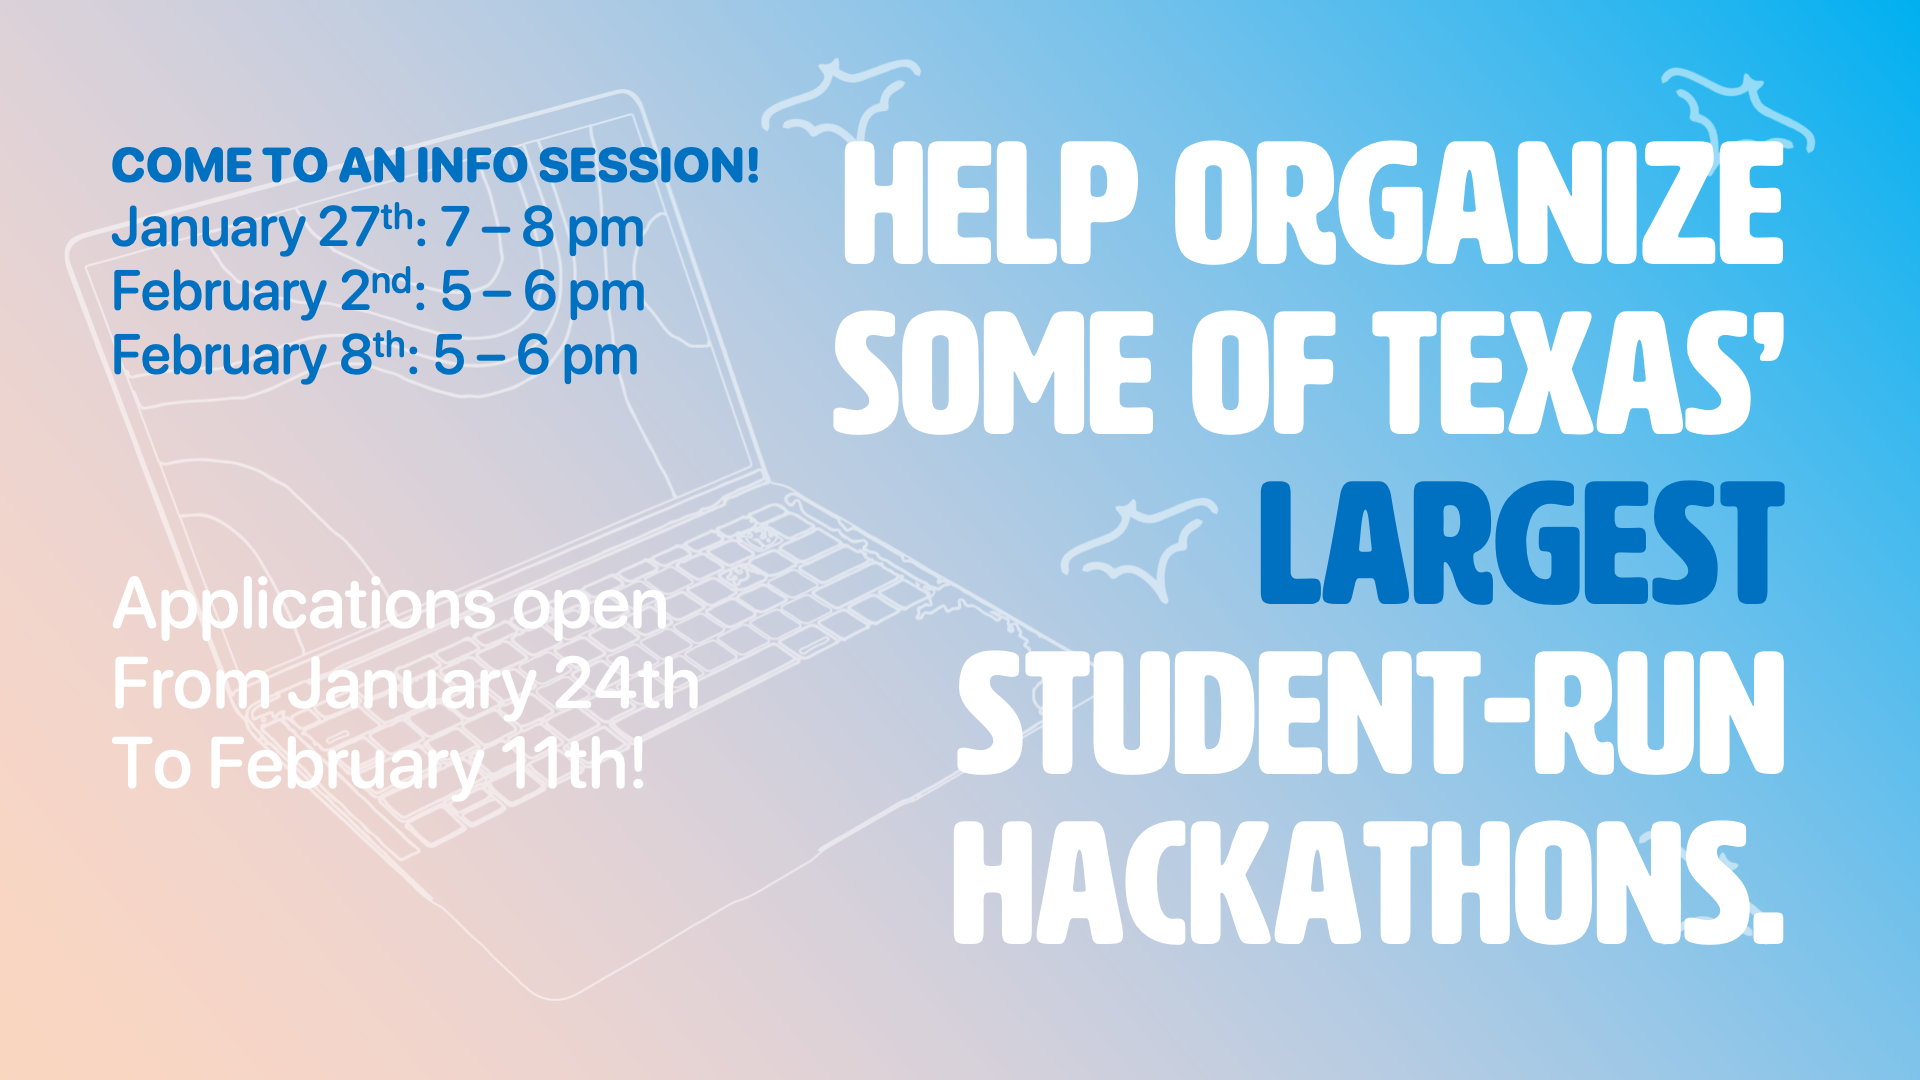 COME TO AN INFO SESSION!
January 27th: 7 – 8 pm
February 2nd: 5 – 6 pm
February 8th: 5 – 6 pm
Applications open
From January 24th
To February 11th!
HELP ORGANIZE
SOME OF TEXAS’
LARGEST
STUDENT-RUN
HACKATHONS.